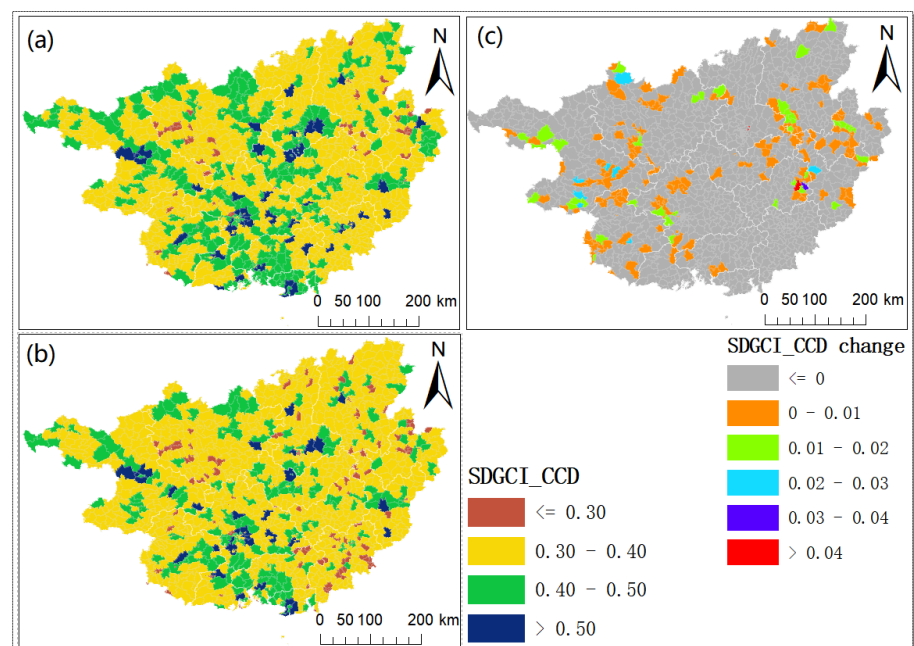 (a)
N
0 50 100 200 km
(c)
N
0 50 100 200 km
(b)
N
0 50 100 200 km
SDGCI_CCD
<= 0.30
0.30 - 0.40
0.40 - 0.50
> 0.50
SDGCI_CCD change
<= 0
0 - 0.01
0.01 - 0.02
0.02 - 0.03
0.03 - 0.04
> 0.04